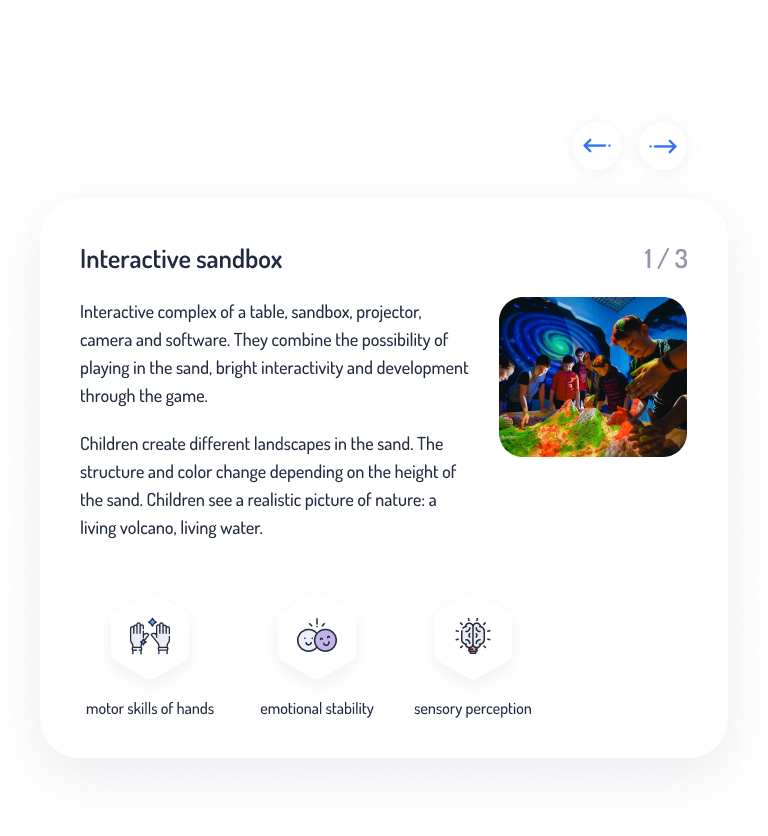 Interactive sandbox
1 / 3
Interactive complex of a table, sandbox, projector,
camera and software. They combine the possibility of
playing in the sand, bright interactivity and development
through the game.
Children create different landscapes in the sand. The
structure and color change depending on the height of
the sand. Children see a realistic picture of nature: a
living volcano, living water.
motor skills of hands
emotional stability
sensory perception